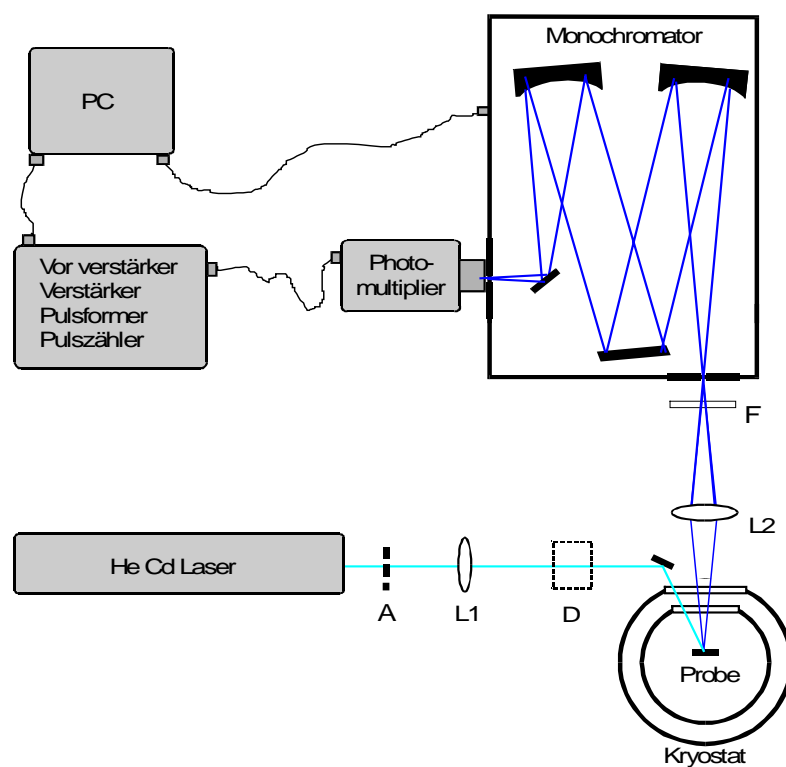 Monochromator
PC
Vor verstärker
Verstärker
Pulsformer
Pulszähler
Photo-
multiplier
F
L2
He Cd Laser
A
L1
D
Probe
Kryostat